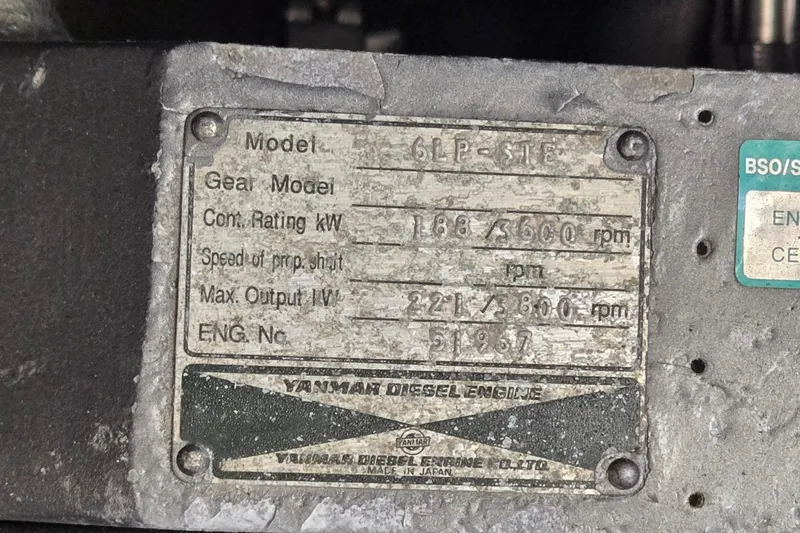 Model 6LP-STE
Gear Model
Cont. Rating kW 188/3600 rpm
Speed of prop. shaft rpm
Max. Output kW 221/3800 rpm
ENG. No. 51967
YANMAR DIESEL ENGINE
YANMAR
YANMAR DIESEL ENGINE CO., LTD.
MADE IN JAPAN
BSO/S
EN
CE